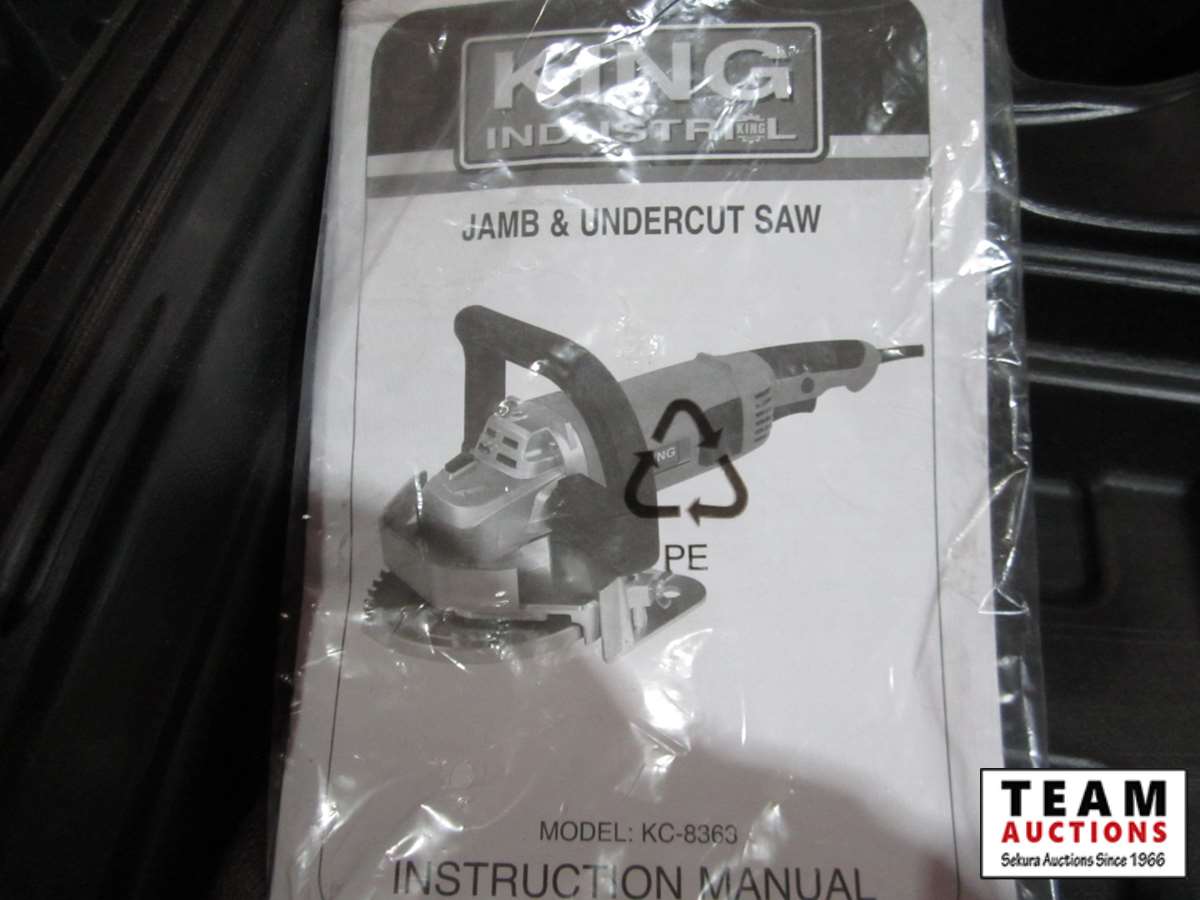 KING
INDUSTRIAL
KING
JAMB & UNDERCUT SAW
KING
PE
MODEL: KC-8363
INSTRUCTION MANUAL
TEAM
AUCTIONS
Sekura Auctions Since 1966